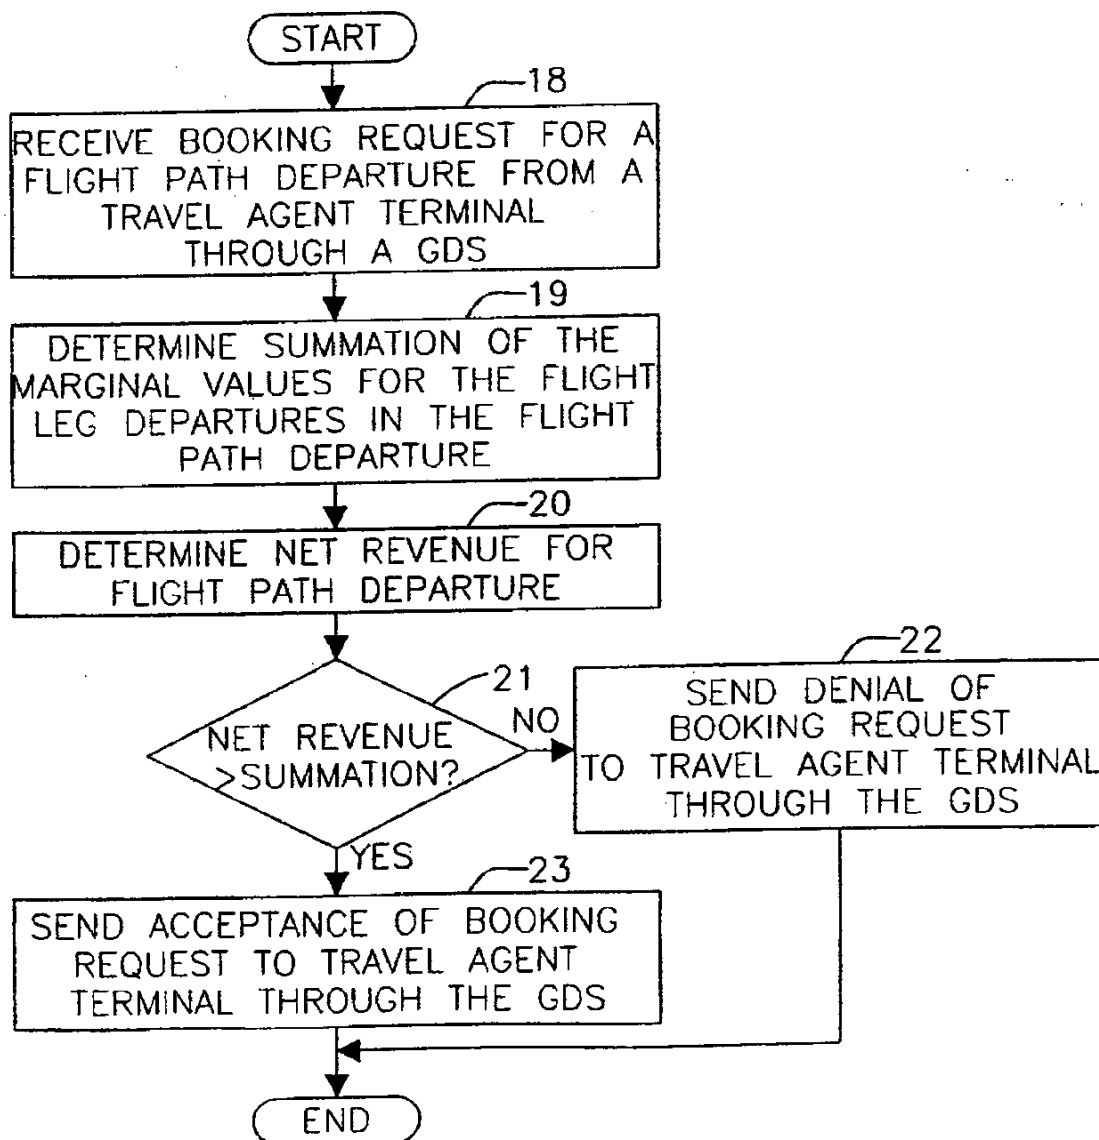 START
18
RECEIVE BOOKING REQUEST FOR A
FLIGHT PATH DEPARTURE FROM A
TRAVEL AGENT TERMINAL
THROUGH A GDS
19
DETERMINE SUMMATION OF THE
MARGINAL VALUES FOR THE FLIGHT
LEG DEPARTURES IN THE FLIGHT
PATH DEPARTURE
20
DETERMINE NET REVENUE FOR
FLIGHT PATH DEPARTURE
21
NET REVENUE
>SUMMATION?
NO
22
SEND DENIAL OF
BOOKING REQUEST
TO TRAVEL AGENT TERMINAL
THROUGH THE GDS
YES
23
SEND ACCEPTANCE OF BOOKING
REQUEST TO TRAVEL AGENT
TERMINAL THROUGH THE GDS
END